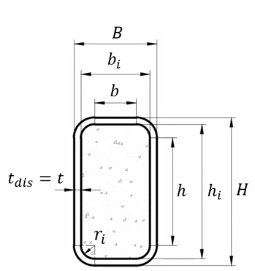 B
b_i
b
t_dis = t
h
h_i
H
r_i